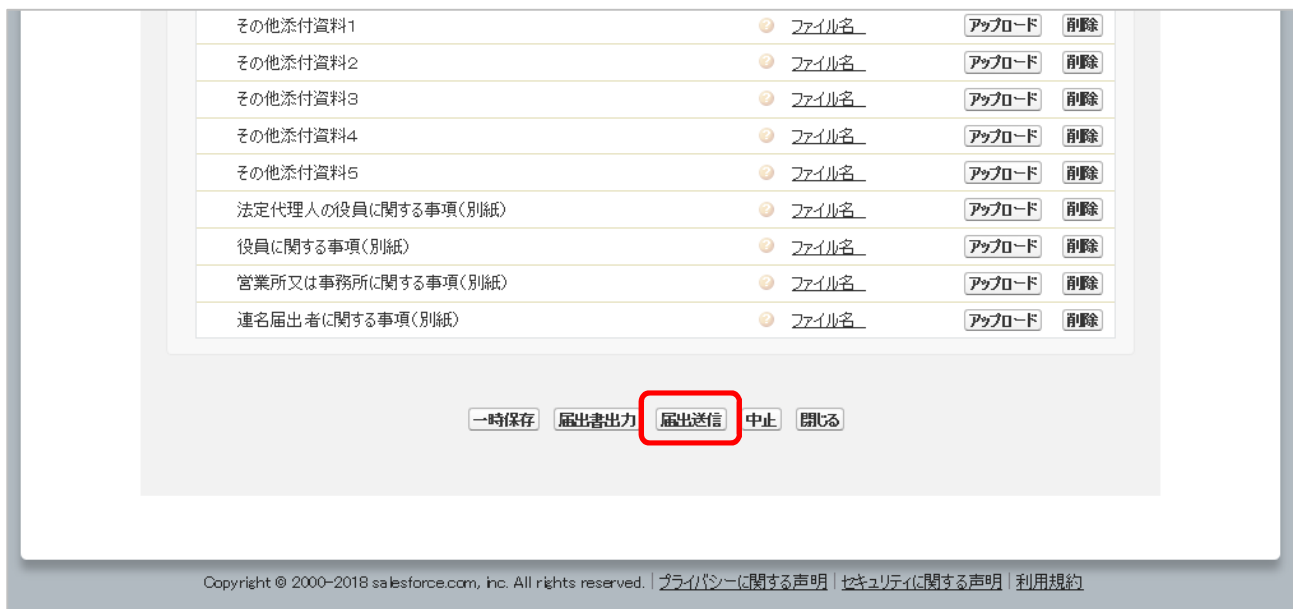 その他添付資料1 ? ファイル名 アップロード 削除
その他添付資料2 ? ファイル名 アップロード 削除
その他添付資料3 ? ファイル名 アップロード 削除
その他添付資料4 ? ファイル名 アップロード 削除
その他添付資料5 ? ファイル名 アップロード 削除
法定代理人の役員に関する事項(別紙) ? ファイル名 アップロード 削除
役員に関する事項(別紙) ? ファイル名 アップロード 削除
営業所又は事務所に関する事項(別紙) ? ファイル名 アップロード 削除
連名届出者に関する事項(別紙) ? ファイル名 アップロード 削除
一時保存 届出書出力 届出送信 中止 閉じる
Copyright © 2000-2018 salesforce.com, inc. All rights reserved. | プライバシーに関する声明 | セキュリティに関する声明 | 利用規約